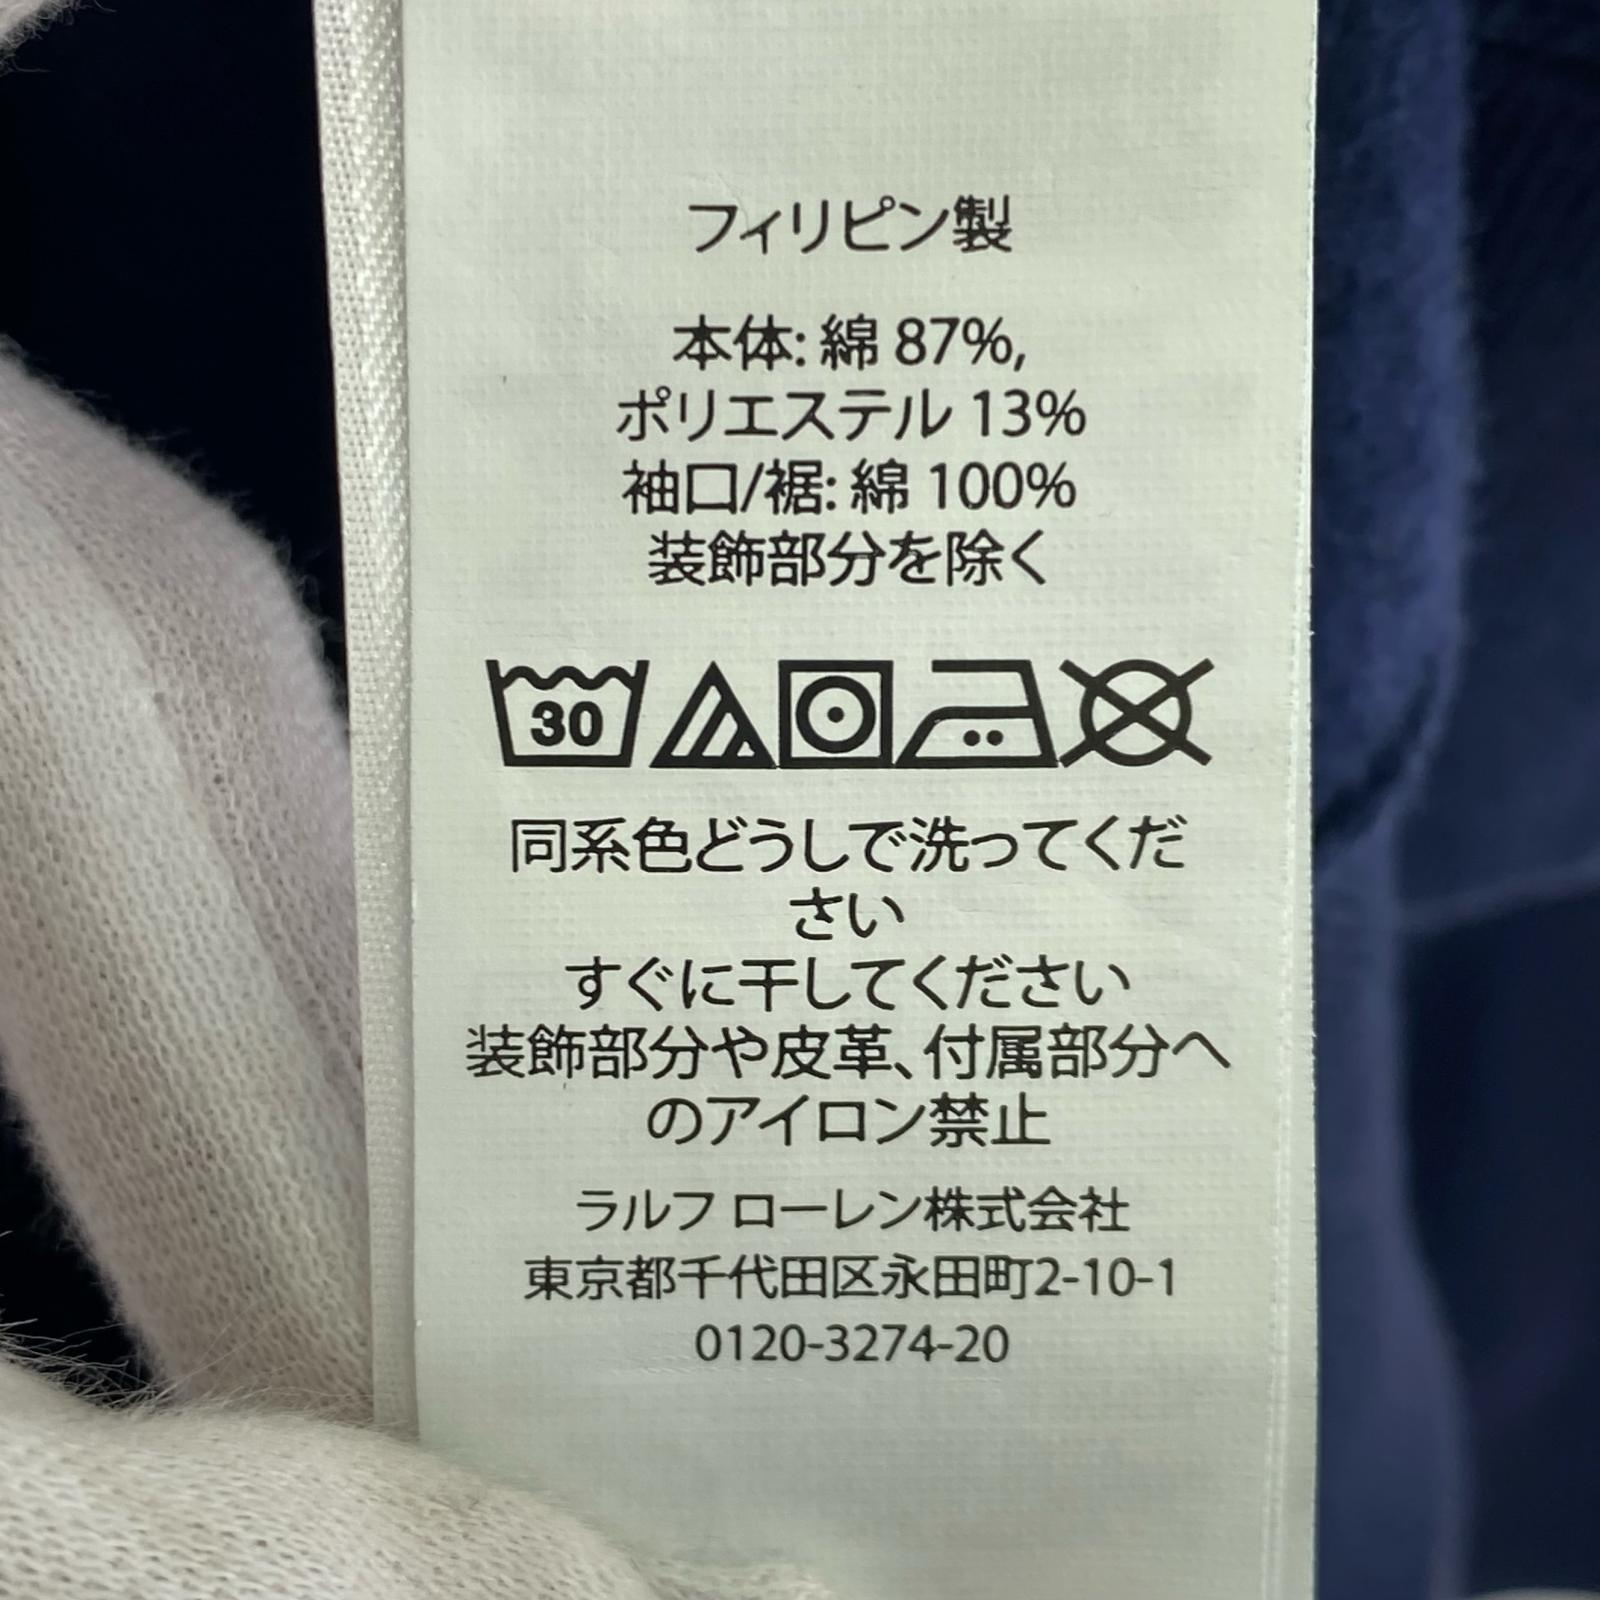 フィリピン製
本体: 綿 87%,
ポリエステル 13%
袖口/裾: 綿 100%
装飾部分を除く
30
同系色どうしで洗ってくだ
さい
すぐに干してください
装飾部分や皮革、付属部分へ
のアイロン禁止
ラルフ ローレン株式会社
東京都千代田区永田町2-10-1
0120-3274-20